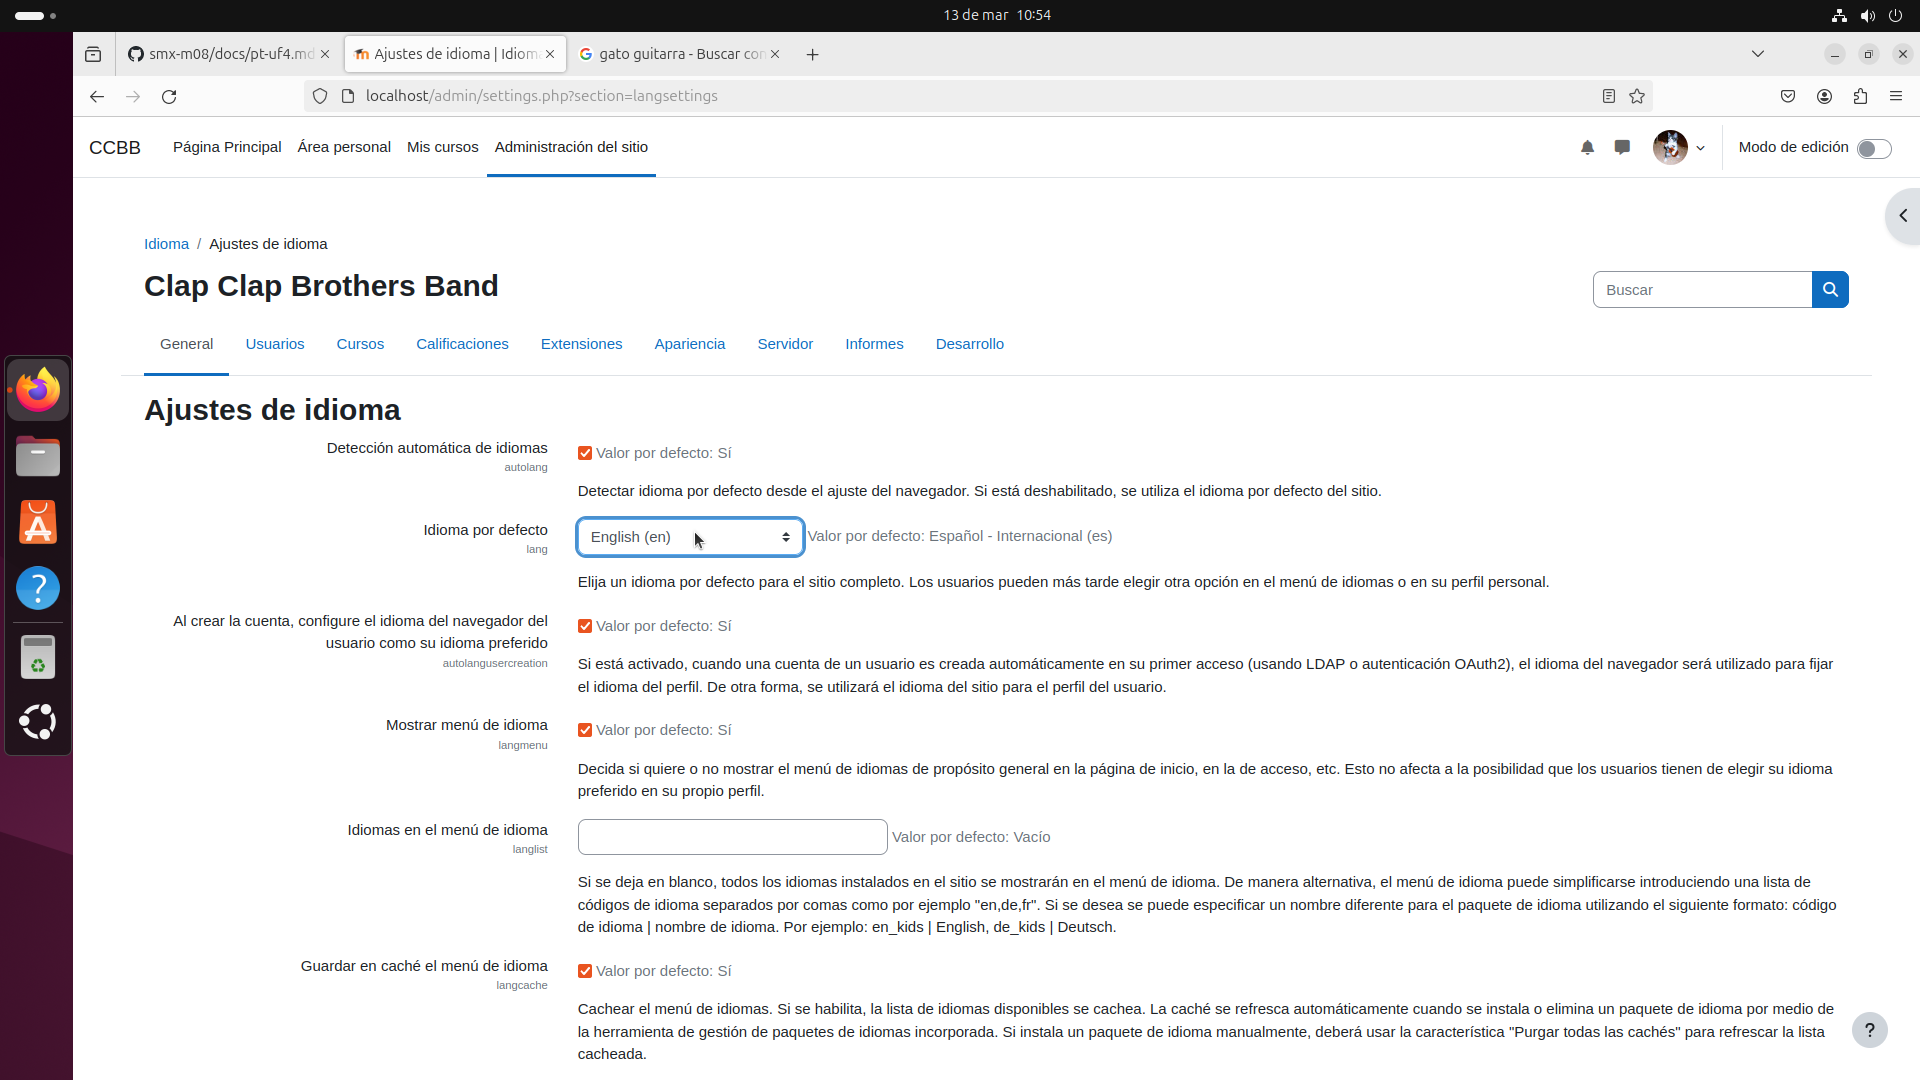 13 de mar 10:54
smx-m08/docs/pt-uf4.md
Ajustes de idioma | Idiom
gato guitarra - Buscar con
localhost/admin/settings.php?section=langsettings
CCBB
Página Principal
Área personal
Mis cursos
Administración del sitio
Modo de edición
Idioma / Ajustes de idioma
Clap Clap Brothers Band
Buscar
General
Usuarios
Cursos
Calificaciones
Extensiones
Apariencia
Servidor
Informes
Desarrollo
Ajustes de idioma
Detección automática de idiomas
autolang
Valor por defecto: Sí
Detectar idioma por defecto desde el ajuste del navegador. Si está deshabilitado, se utiliza el idioma por defecto del sitio.
Idioma por defecto
lang
English (en)
Valor por defecto: Español - Internacional (es)
Elija un idioma por defecto para el sitio completo. Los usuarios pueden más tarde elegir otra opción en el menú de idiomas o en su perfil personal.
Al crear la cuenta, configure el idioma del navegador del
usuario como su idioma preferido
autolangusercreation
Valor por defecto: Sí
Si está activado, cuando una cuenta de un usuario es creada automáticamente en su primer acceso (usando LDAP o autenticación OAuth2), el idioma del navegador será utilizado para fijar
el idioma del perfil. De otra forma, se utilizará el idioma del sitio para el perfil del usuario.
Mostrar menú de idioma
langmenu
Valor por defecto: Sí
Decida si quiere o no mostrar el menú de idiomas de propósito general en la página de inicio, en la de acceso, etc. Esto no afecta a la posibilidad que los usuarios tienen de elegir su idioma
preferido en su propio perfil.
Idiomas en el menú de idioma
langlist
Valor por defecto: Vacío
Si se deja en blanco, todos los idiomas instalados en el sitio se mostrarán en el menú de idioma. De manera alternativa, el menú de idioma puede simplificarse introduciendo una lista de
códigos de idioma separados por comas como por ejemplo "en,de,fr". Si se desea se puede especificar un nombre diferente para el paquete de idioma utilizando el siguiente formato: código
de idioma | nombre de idioma. Por ejemplo: en_kids | English, de_kids | Deutsch.
Guardar en caché el menú de idioma
langcache
Valor por defecto: Sí
Cachear el menú de idiomas. Si se habilita, la lista de idiomas disponibles se cachea. La caché se refresca automáticamente cuando se instala o elimina un paquete de idioma por medio de
la herramienta de gestión de paquetes de idiomas incorporada. Si instala un paquete de idioma manualmente, deberá usar la característica "Purgar todas las cachés" para refrescar la lista
cacheada.
?